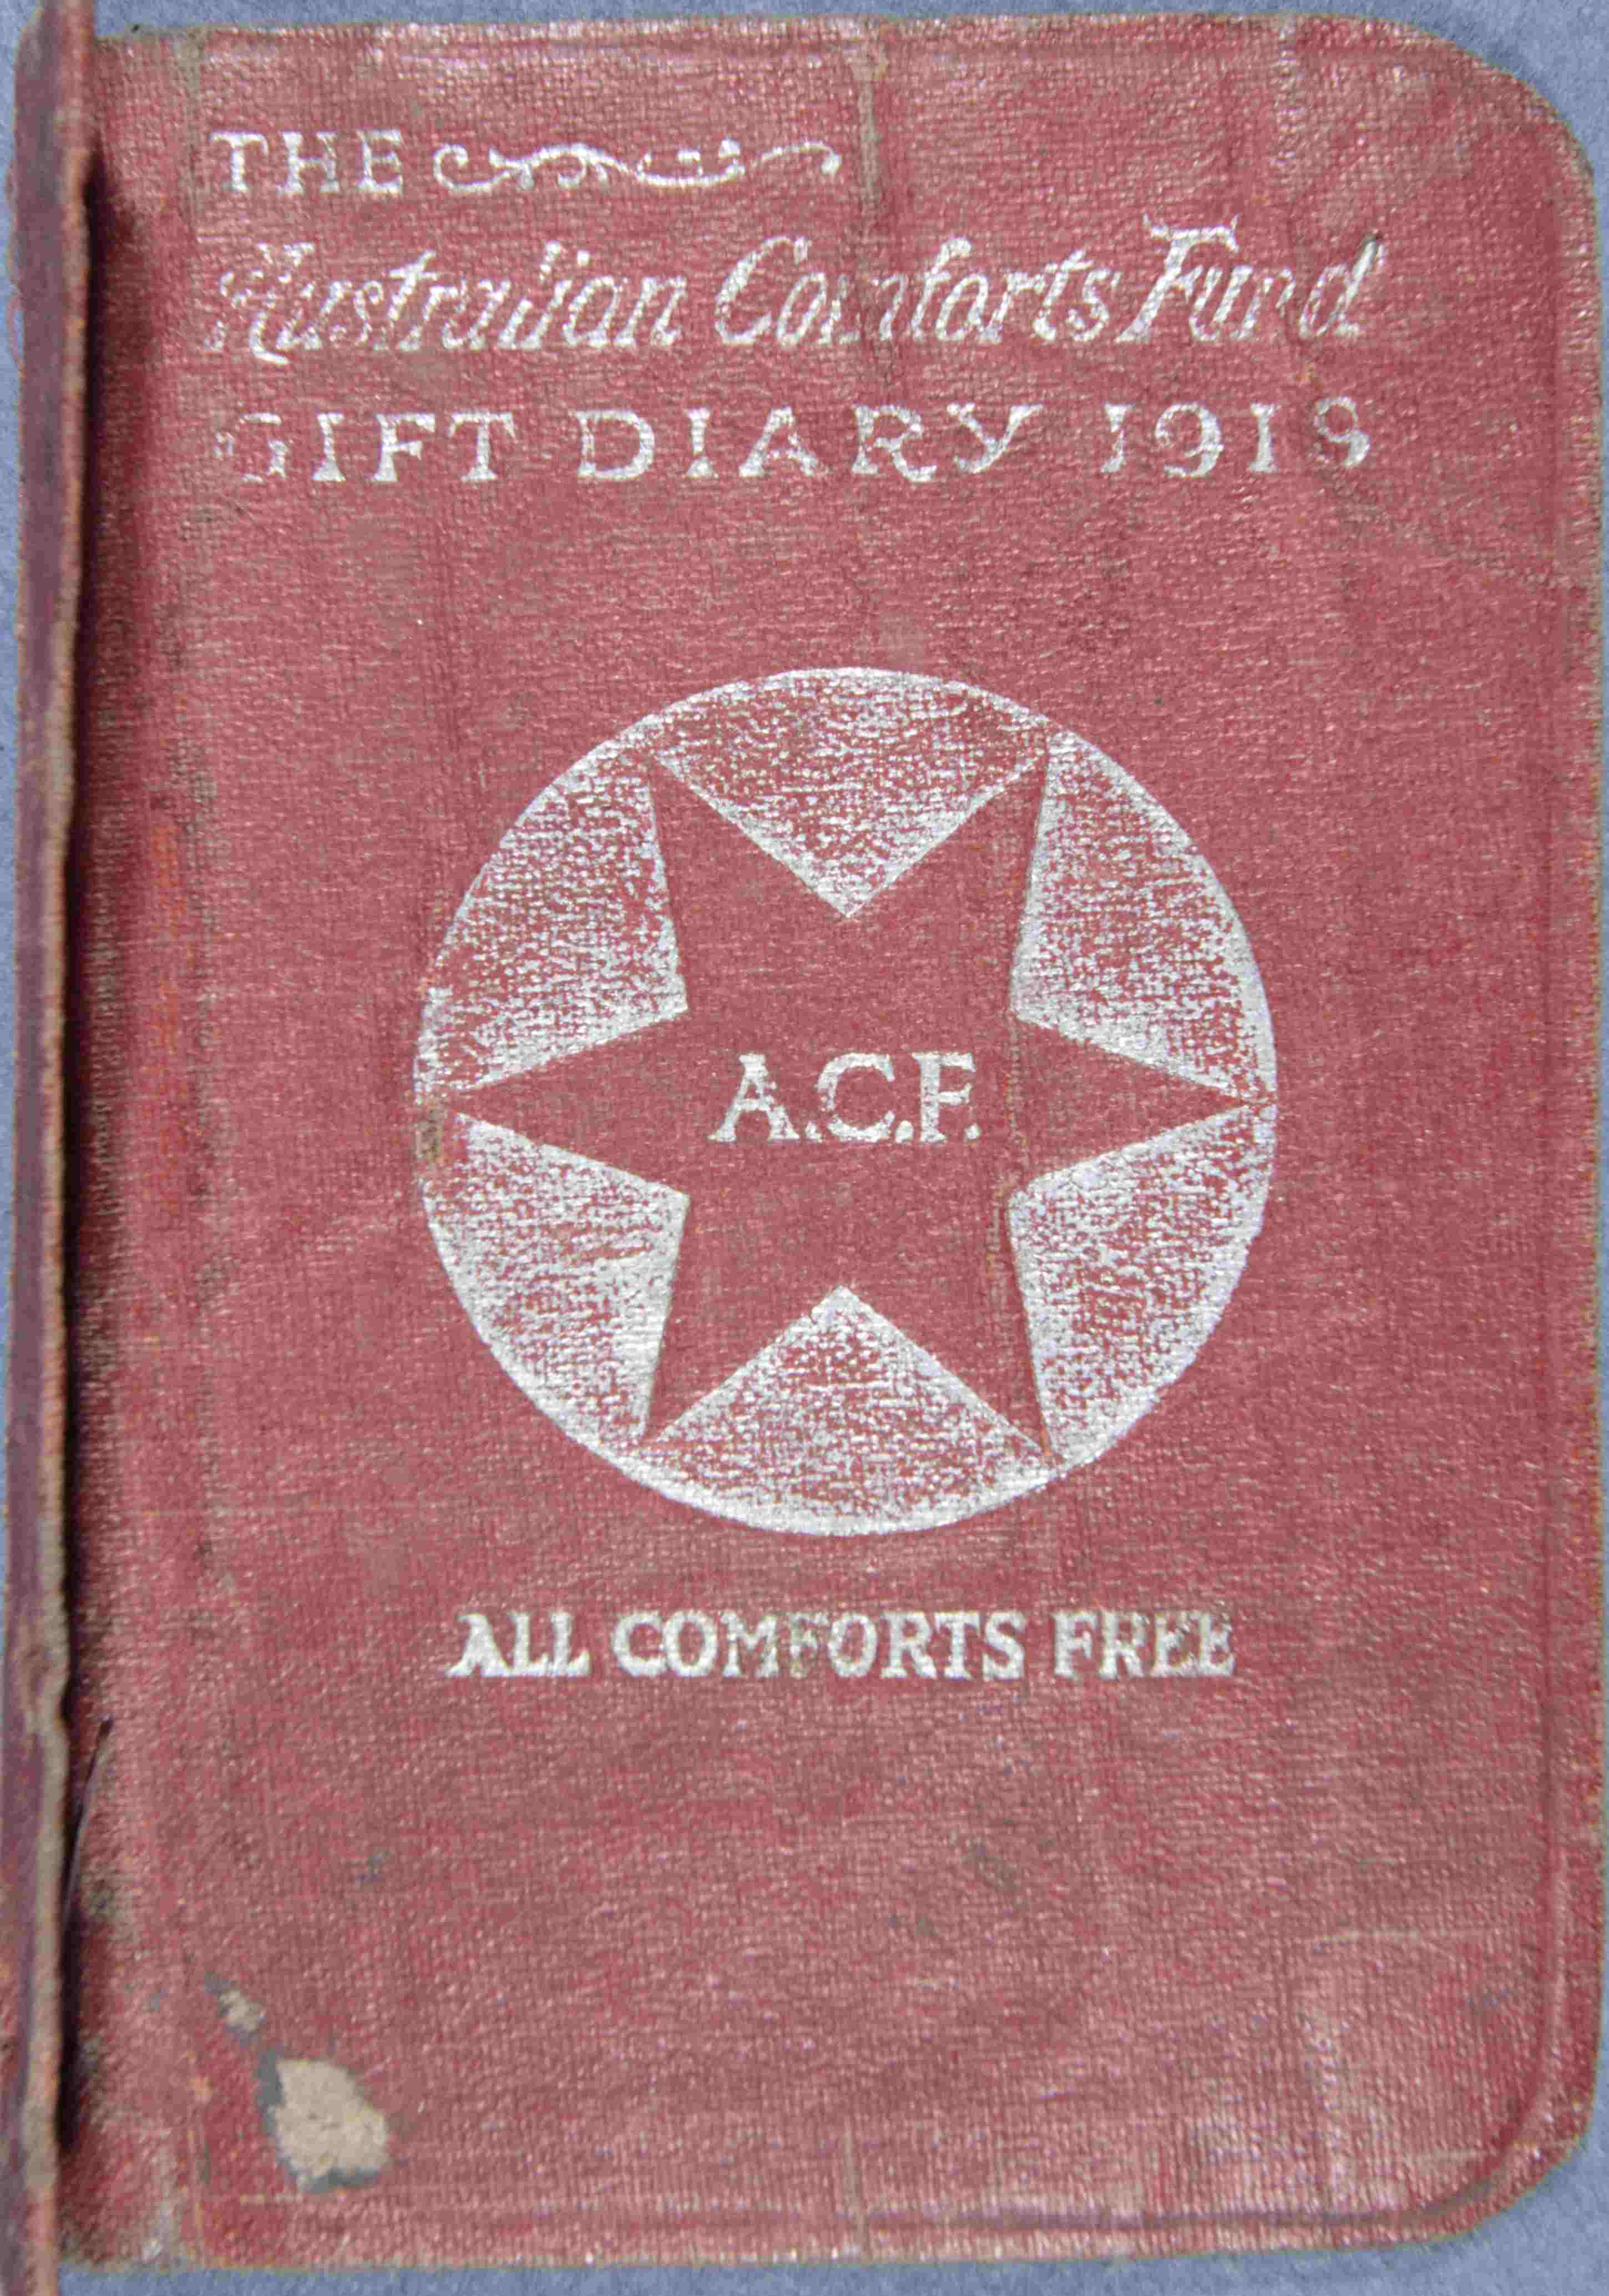 THE
Australian Comforts Fund
GIFT DIARY 1918
A.C.F.
ALL COMFORTS FREE